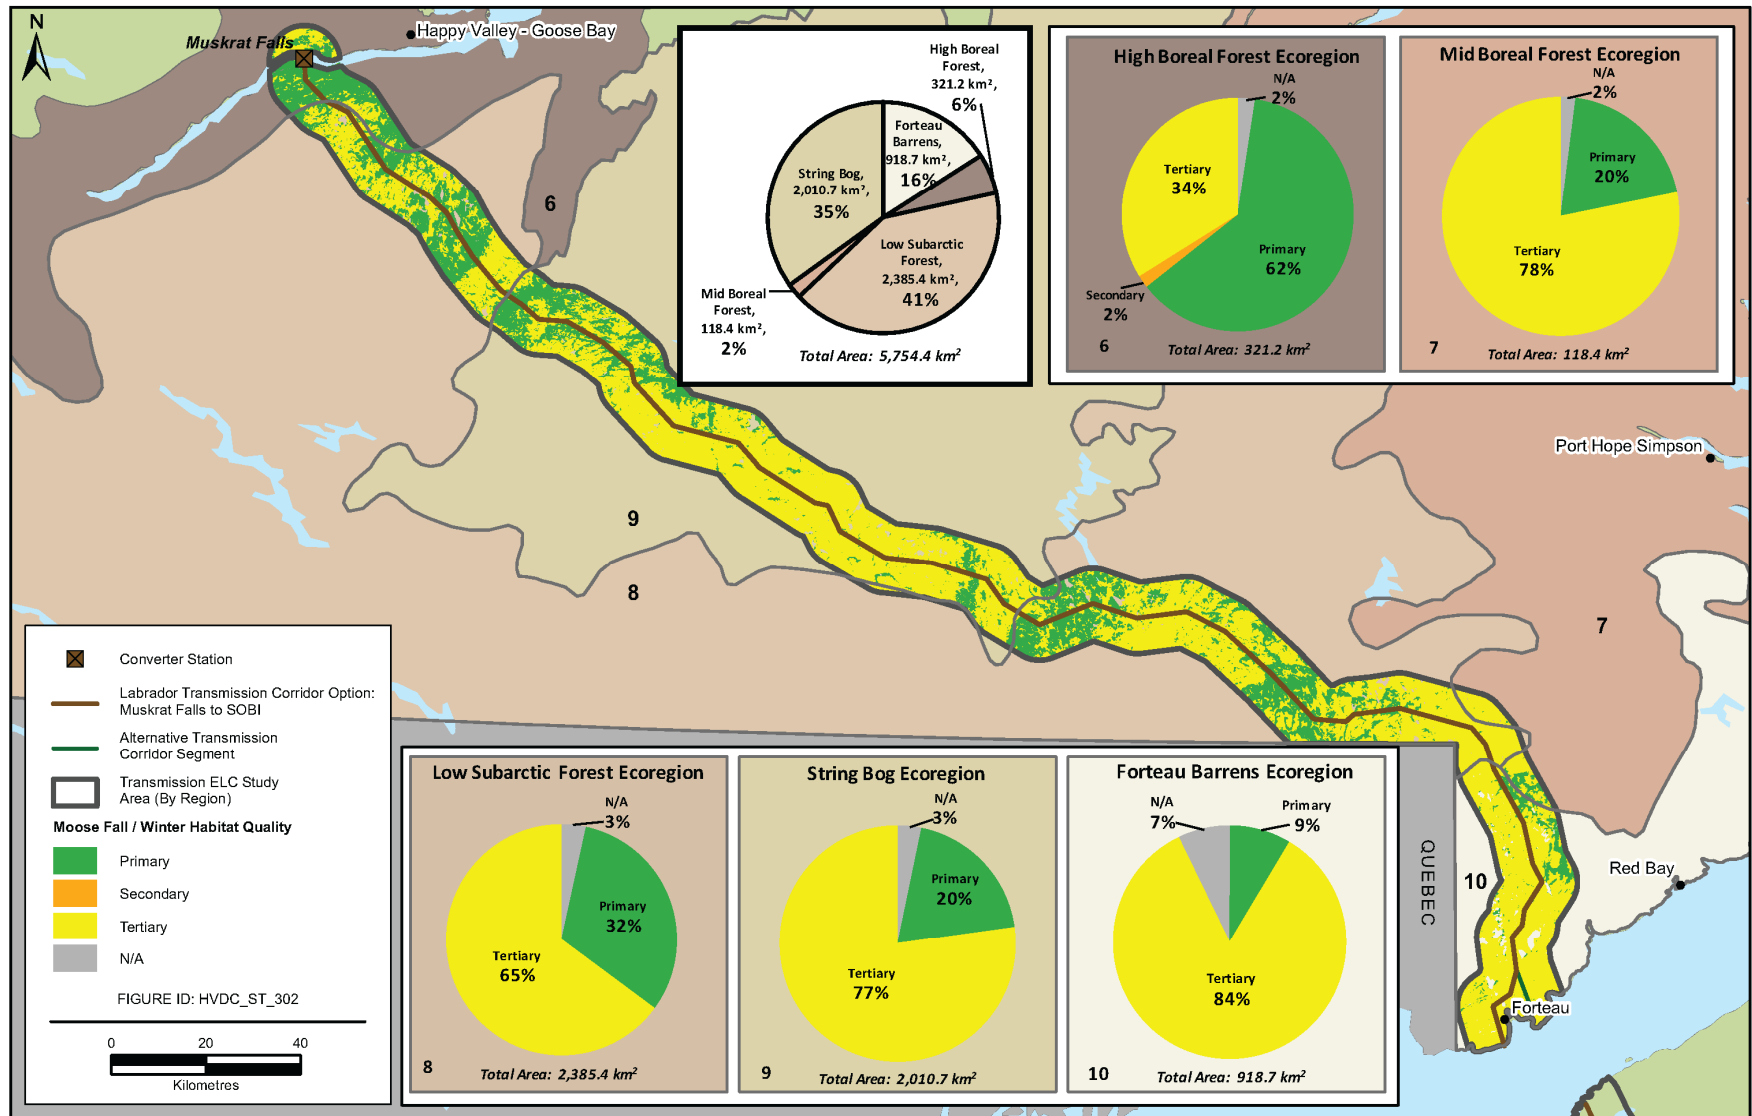 N
Muskrat Falls
Happy Valley - Goose Bay
6
9
8
7
10
Port Hope Simpson
Red Bay
Forteau
QUEBEC
High Boreal
Forest,
321.2 km²,
6%
Forteau
Barrens,
918.7 km²,
16%
String Bog,
2,010.7 km²,
35%
Low Subarctic
Forest,
2,385.4 km²,
41%
Mid Boreal
Forest,
118.4 km²,
2%
Total Area: 5,754.4 km²
High Boreal Forest Ecoregion
N/A
2%
Tertiary
34%
Primary
62%
Secondary
2%
6
Total Area: 321.2 km²
Mid Boreal Forest Ecoregion
N/A
2%
Primary
20%
Tertiary
78%
7
Total Area: 118.4 km²
Converter Station
Labrador Transmission Corridor Option:
Muskrat Falls to SOBI
Alternative Transmission
Corridor Segment
Transmission ELC Study
Area (By Region)
Moose Fall / Winter Habitat Quality
Primary
Secondary
Tertiary
N/A
FIGURE ID: HVDC_ST_302
0 20 40
Kilometres
Low Subarctic Forest Ecoregion
N/A
3%
Primary
32%
Tertiary
65%
8
Total Area: 2,385.4 km²
String Bog Ecoregion
N/A
3%
Primary
20%
Tertiary
77%
9
Total Area: 2,010.7 km²
Forteau Barrens Ecoregion
N/A
7%
Primary
9%
Tertiary
84%
10
Total Area: 918.7 km²